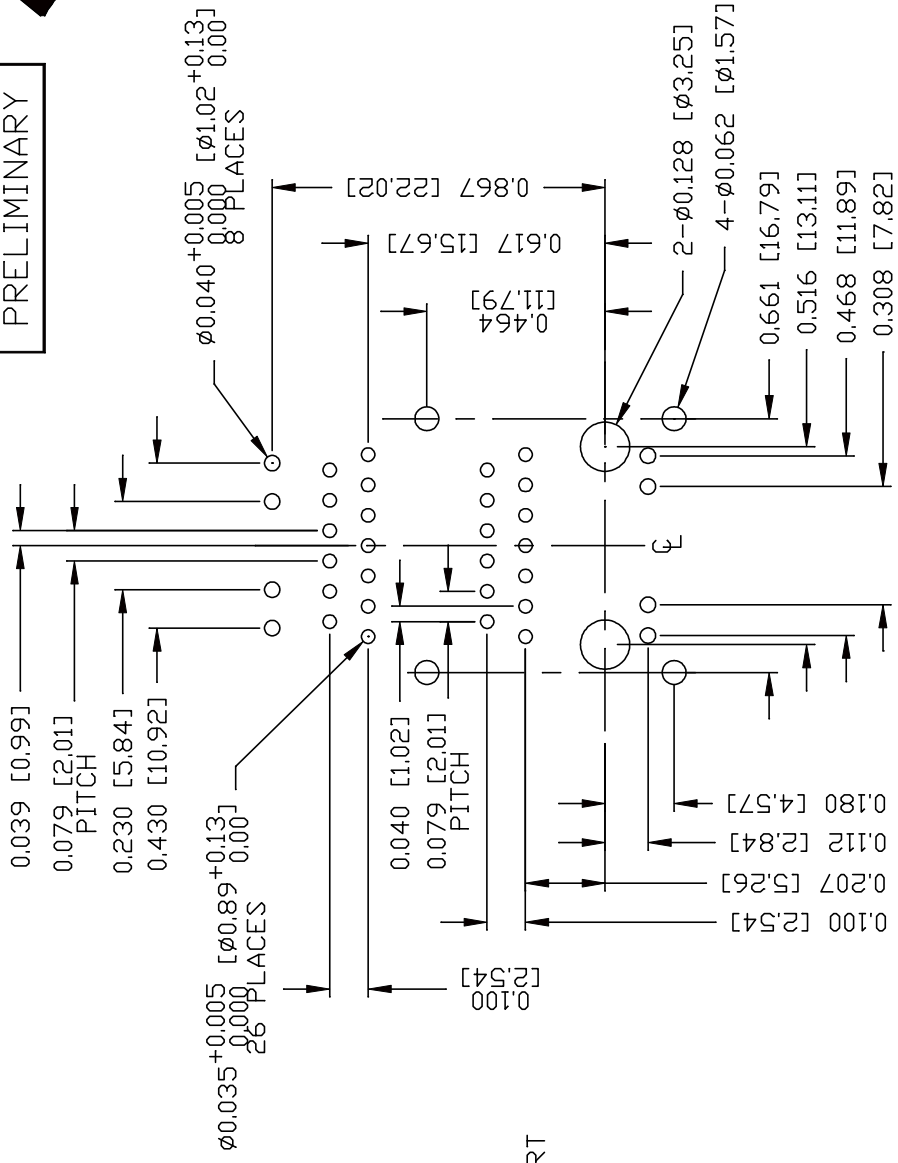 PRELIMINARY
ø0.040 +0.005 0.000 [ø1.02 +0.13 0.00]
8 PLACES
0.039 [0.99]
0.079 [2.01]
PITCH
0.230 [5.84]
0.430 [10.92]
0.867 [22.02]
0.617 [15.67]
0.464
[11.79]
2-ø0.128 [ø3.25]
4-ø0.062 [ø1.57]
0.661 [16.79]
0.516 [13.11]
0.468 [11.89]
0.308 [7.82]
CL
0.040 [1.02]
0.079 [2.01]
PITCH
ø0.035 +0.005 0.000 [ø0.89 +0.13 0.00]
26 PLACES
0.180 [4.57]
0.112 [2.84]
0.207 [5.26]
0.100 [2.54]
0.100
[2.54]
RT